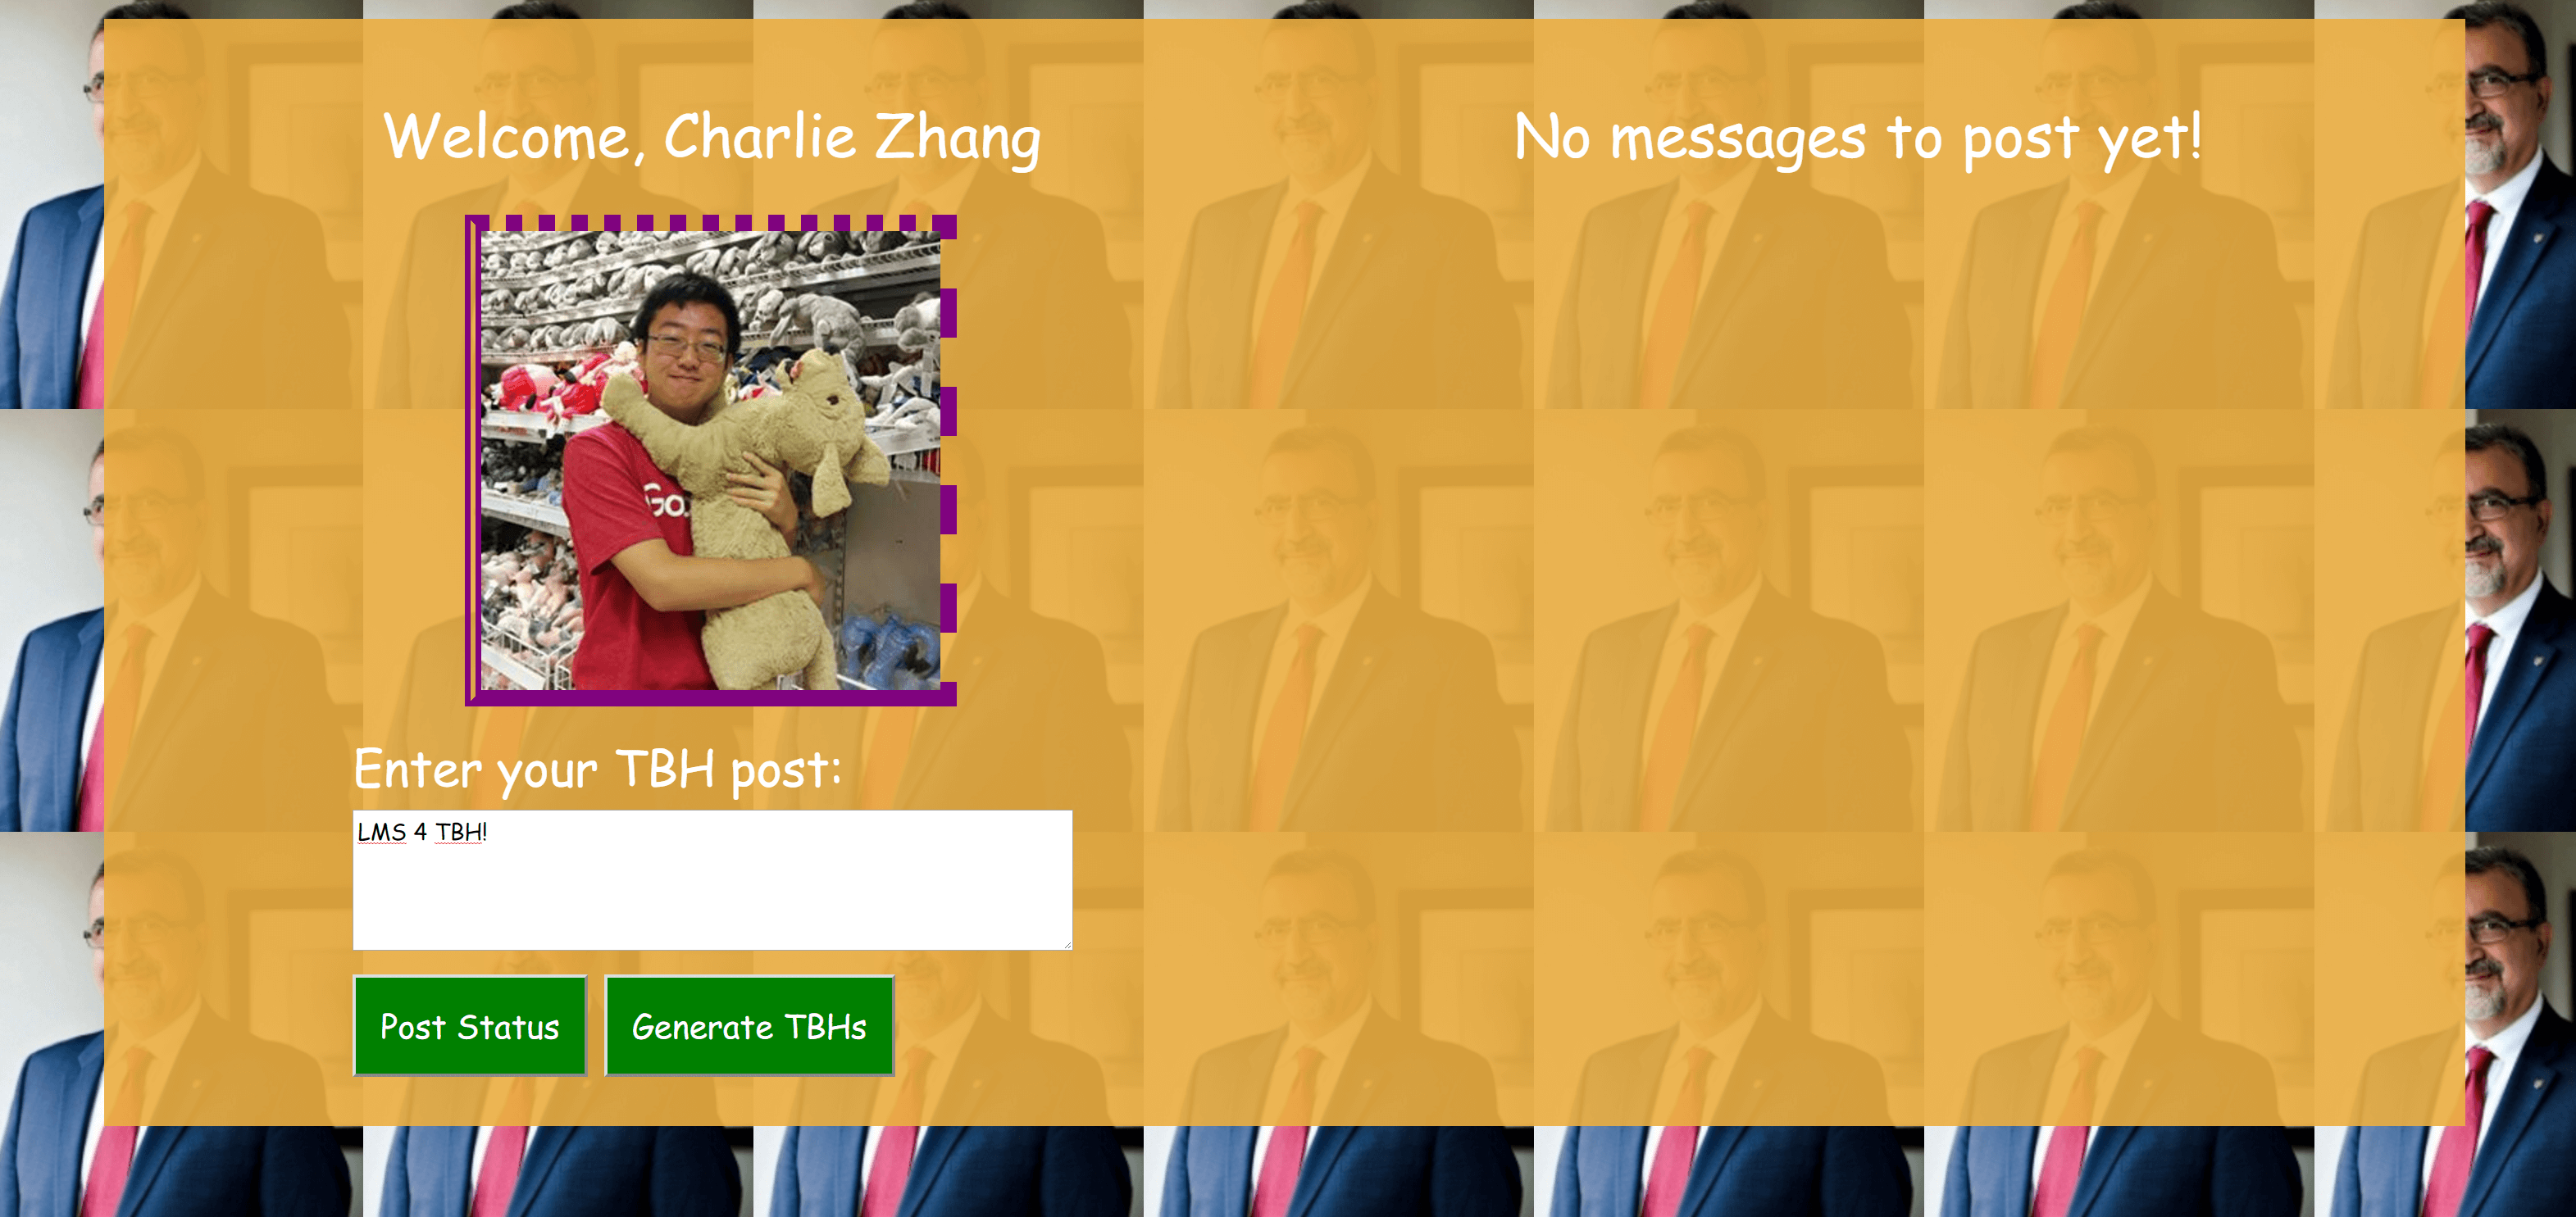 Welcome, Charlie Zhang
No messages to post yet!
Go.
Enter your TBH post:
LMS 4 TBH!
Post Status
Generate TBHs